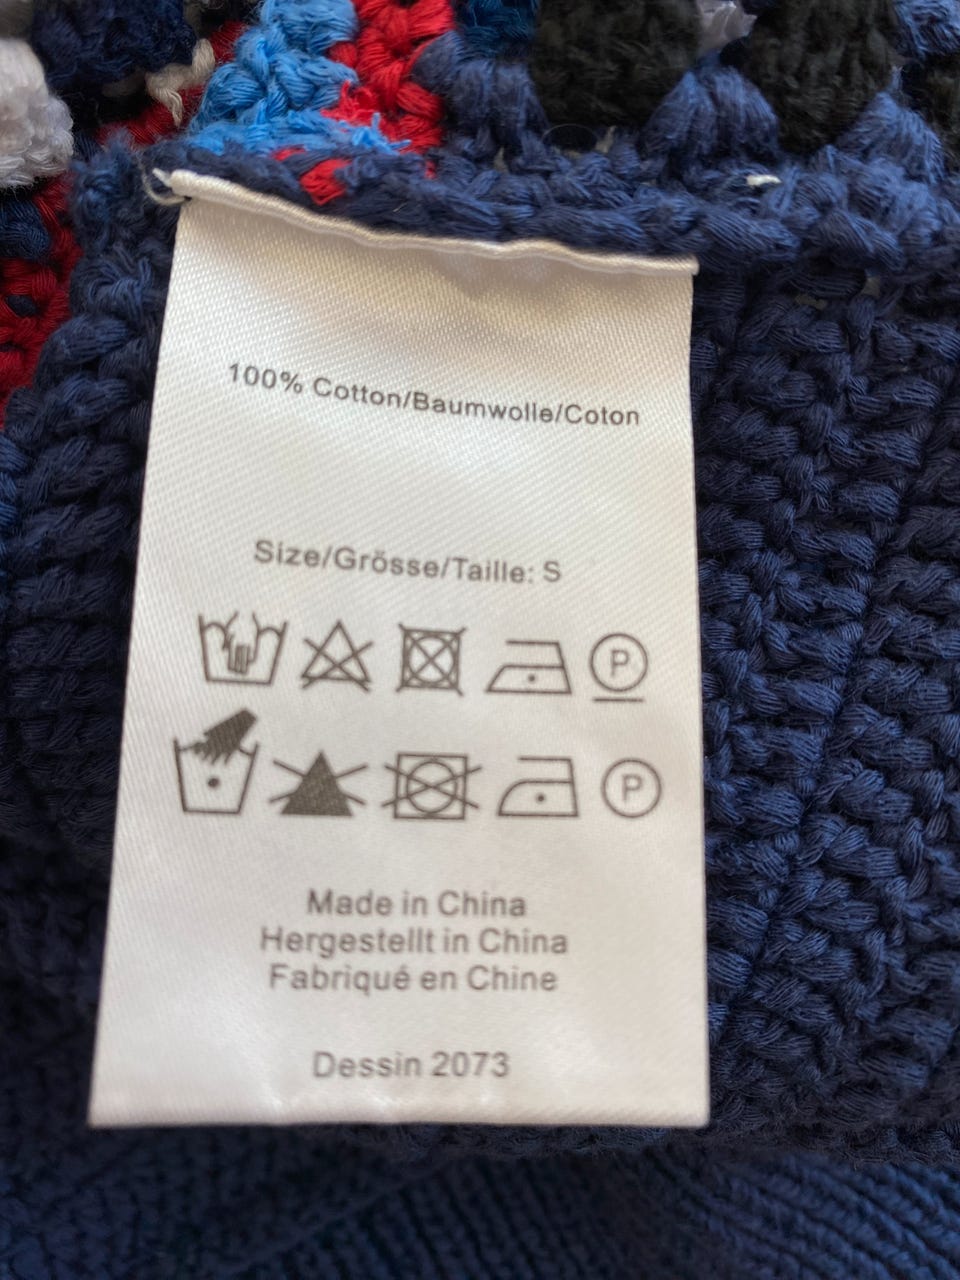 100% Cotton/Baumwolle/Coton
Size/Grösse/Taille: S
P
P
Made in China
Hergestellt in China
Fabriqué en Chine
Dessin 2073